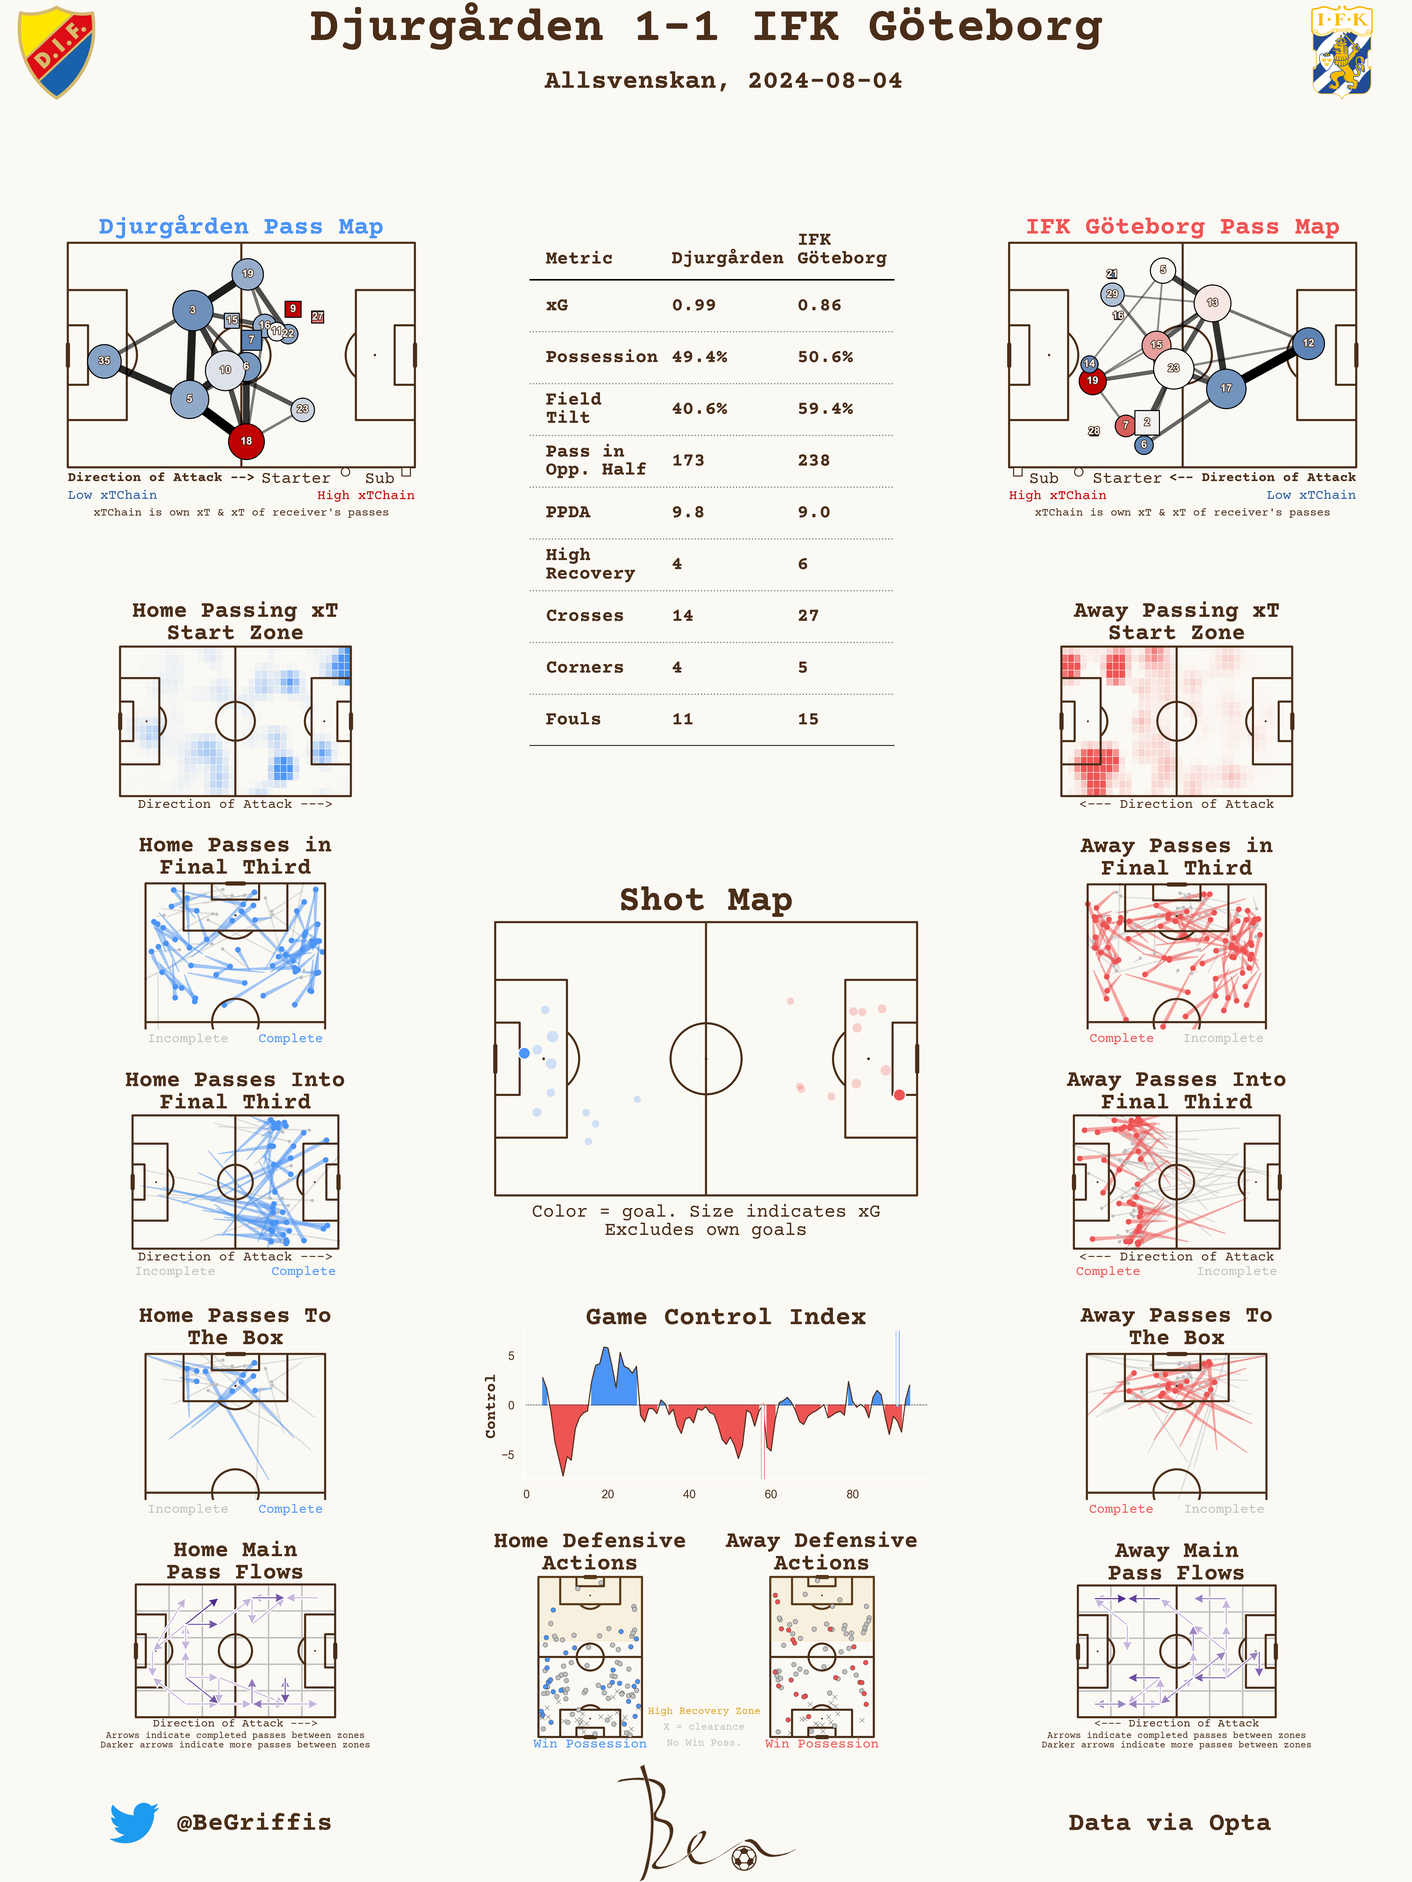 Djurgården 1-1 IFK Göteborg
Allsvenskan, 2024-08-04
D.I.F.
I·F·K
Djurgården Pass Map
19
3
9
27
15
16
11
22
7
35
10
6
5
23
18
Direction of Attack --> Starter Sub
Low xTChain High xTChain
xTChain is own xT & xT of receiver's passes
Metric Djurgården IFK Göteborg
xG 0.99 0.86
Possession 49.4% 50.6%
Field Tilt 40.6% 59.4%
Pass in Opp. Half 173 238
PPDA 9.8 9.0
High Recovery 4 6
Crosses 14 27
Corners 4 5
Fouls 11 15
IFK Göteborg Pass Map
21
5
29
13
16
15
12
14
23
19
17
7
2
28
6
Sub Starter <-- Direction of Attack
High xTChain Low xTChain
xTChain is own xT & xT of receiver's passes
Home Passing xT
Start Zone
Direction of Attack --->
Away Passing xT
Start Zone
<--- Direction of Attack
Home Passes in
Final Third
Incomplete Complete
Shot Map
Color = goal. Size indicates xG
Excludes own goals
Away Passes in
Final Third
Complete Incomplete
Home Passes Into
Final Third
Direction of Attack --->
Incomplete Complete
Away Passes Into
Final Third
<--- Direction of Attack
Complete Incomplete
Home Passes To
The Box
Incomplete Complete
Game Control Index
Control
5
0
−5
0 20 40 60 80
Away Passes To
The Box
Complete Incomplete
Home Main
Pass Flows
Direction of Attack --->
Arrows indicate completed passes between zones
Darker arrows indicate more passes between zones
Home Defensive
Actions
Win Possession
High Recovery Zone
X = clearance
No Win Poss.
Away Defensive
Actions
Win Possession
Away Main
Pass Flows
<--- Direction of Attack
Arrows indicate completed passes between zones
Darker arrows indicate more passes between zones
@BeGriffis
Ben
Data via Opta